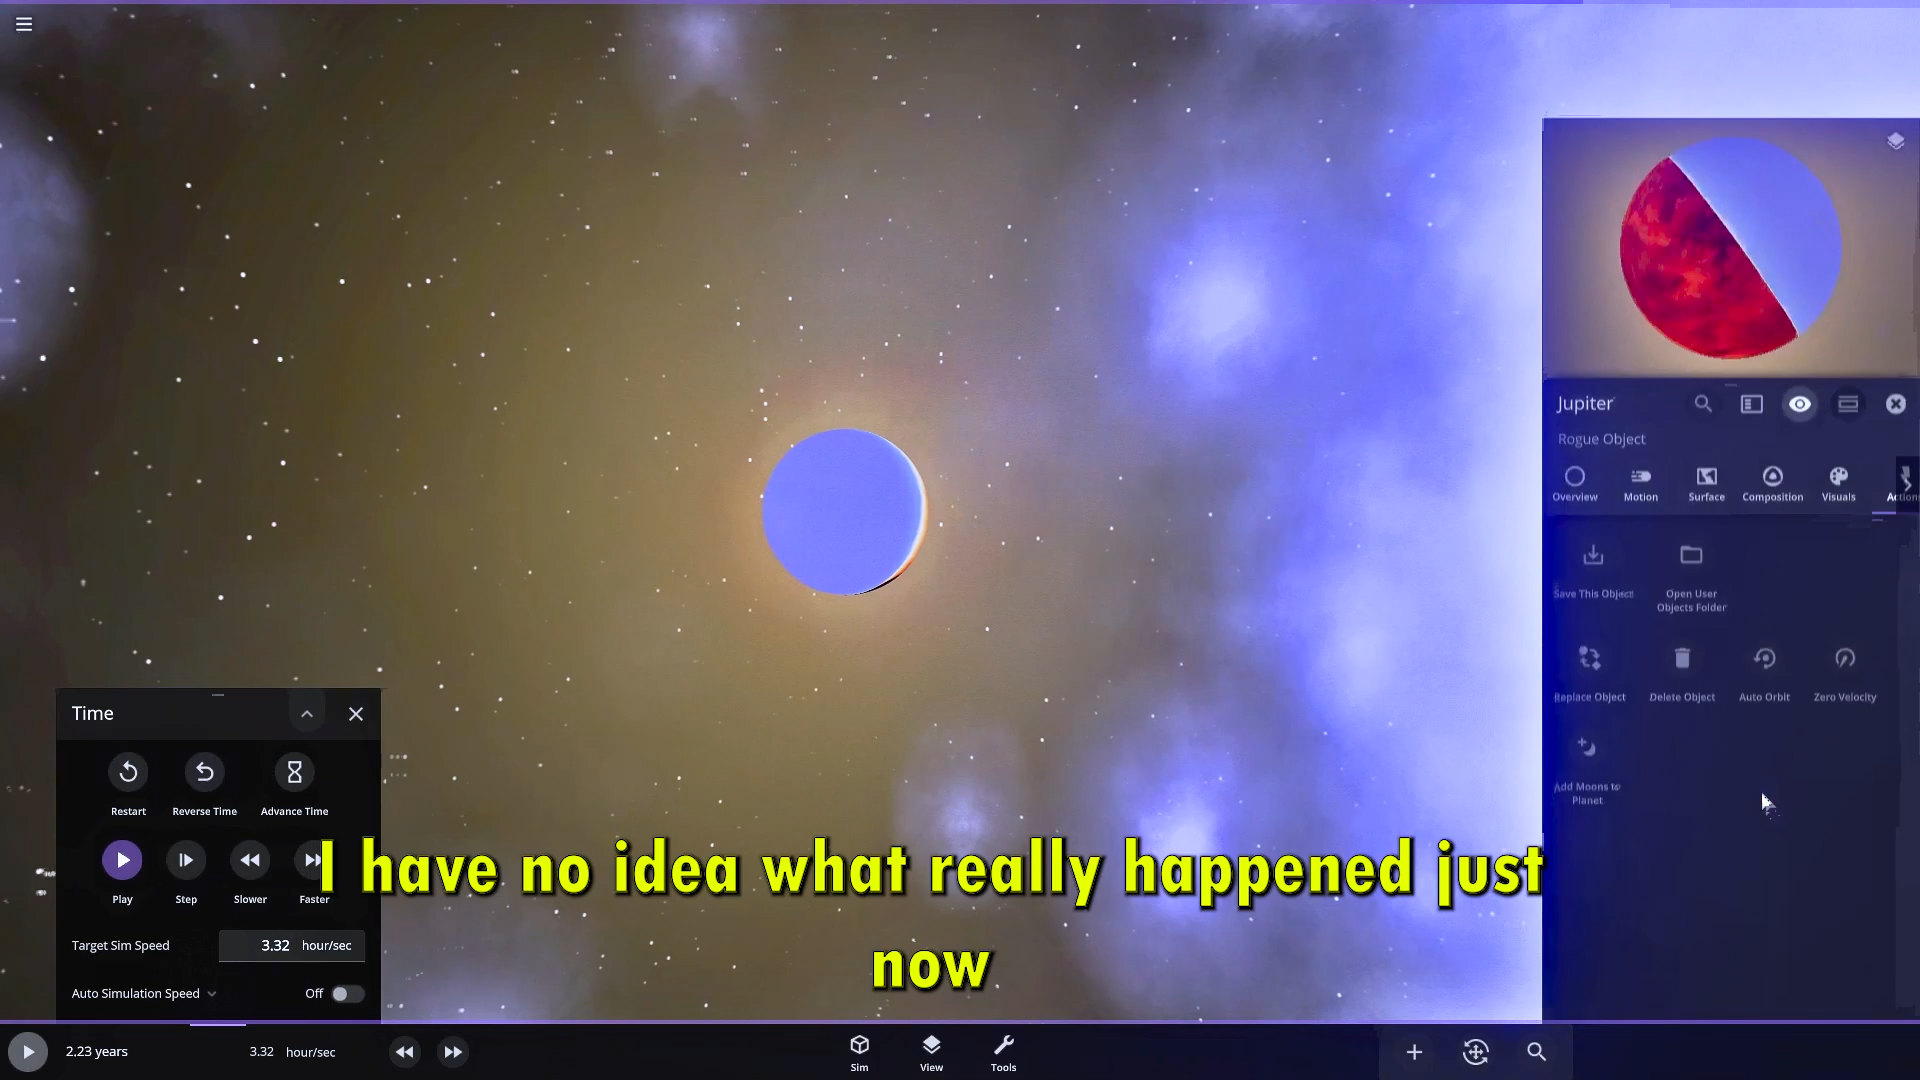 Jupiter
Rogue Object
Overview Motion Surface Composition Visuals Action
Save This Object
Open User
Objects Folder
Replace Object Delete Object Auto Orbit Zero Velocity
Add Moons to
Planet
Time
Restart Reverse Time Advance Time
Play Step Slower Faster
Target Sim Speed 3.32 hour/sec
Auto Simulation Speed Off
I have no idea what really happened just
now
2.23 years 3.32 hour/sec
Sim View Tools